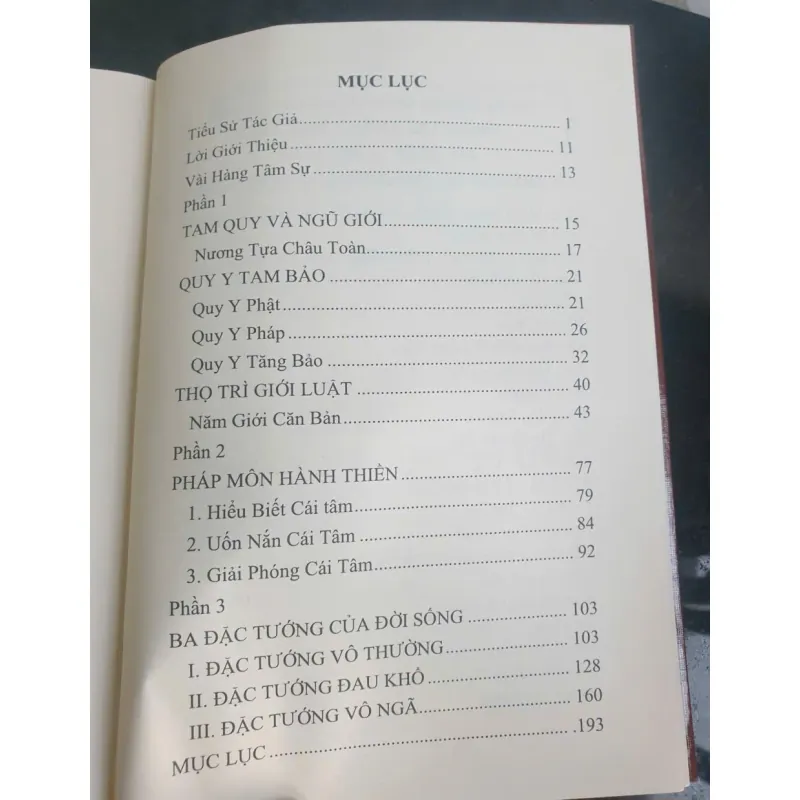 MỤC LỤC
Tiểu Sử Tác Giả.......................................................... 1
Lời Giới Thiệu.......................................................... 11
Vài Hàng Tâm Sự...................................................... 13
Phần 1
TAM QUY VÀ NGŨ GIỚI...................................... 15
Nương Tựa Châu Toàn.......................................... 17
QUY Y TAM BẢO .................................................. 21
Quy Y Phật............................................................ 21
Quy Y Pháp........................................................... 26
Quy Y Tăng Bảo ................................................... 32
THỌ TRÌ GIỚI LUẬT ............................................. 40
Năm Giới Căn Bản................................................ 43
Phần 2
PHÁP MÔN HÀNH THIỀN.................................... 77
1. Hiểu Biết Cái tâm.............................................. 79
2. Uốn Nắn Cái Tâm ............................................. 84
3. Giải Phóng Cái Tâm.......................................... 92
Phần 3
BA ĐẶC TƯỚNG CỦA ĐỜI SỐNG ...................... 103
I. ĐẶC TƯỚNG VÔ THƯỜNG.......................... 103
II. ĐẶC TƯỚNG ĐAU KHỔ............................... 128
III. ĐẶC TƯỚNG VÔ NGÃ................................ 160
MỤC LỤC............................................................ .193